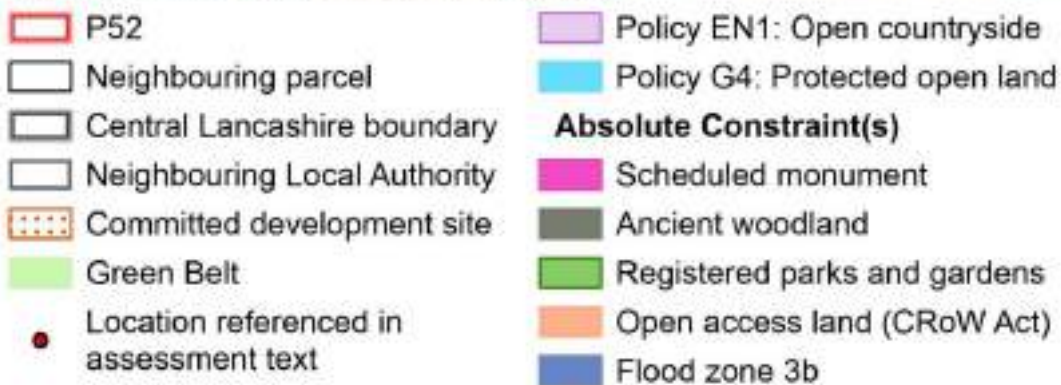 P52
Neighbouring parcel
Central Lancashire boundary
Neighbouring Local Authority
Committed development site
Green Belt
Location referenced in
assessment text
Policy EN1: Open countryside
Policy G4: Protected open land
Absolute Constraint(s)
Scheduled monument
Ancient woodland
Registered parks and gardens
Open access land (CRoW Act)
Flood zone 3b